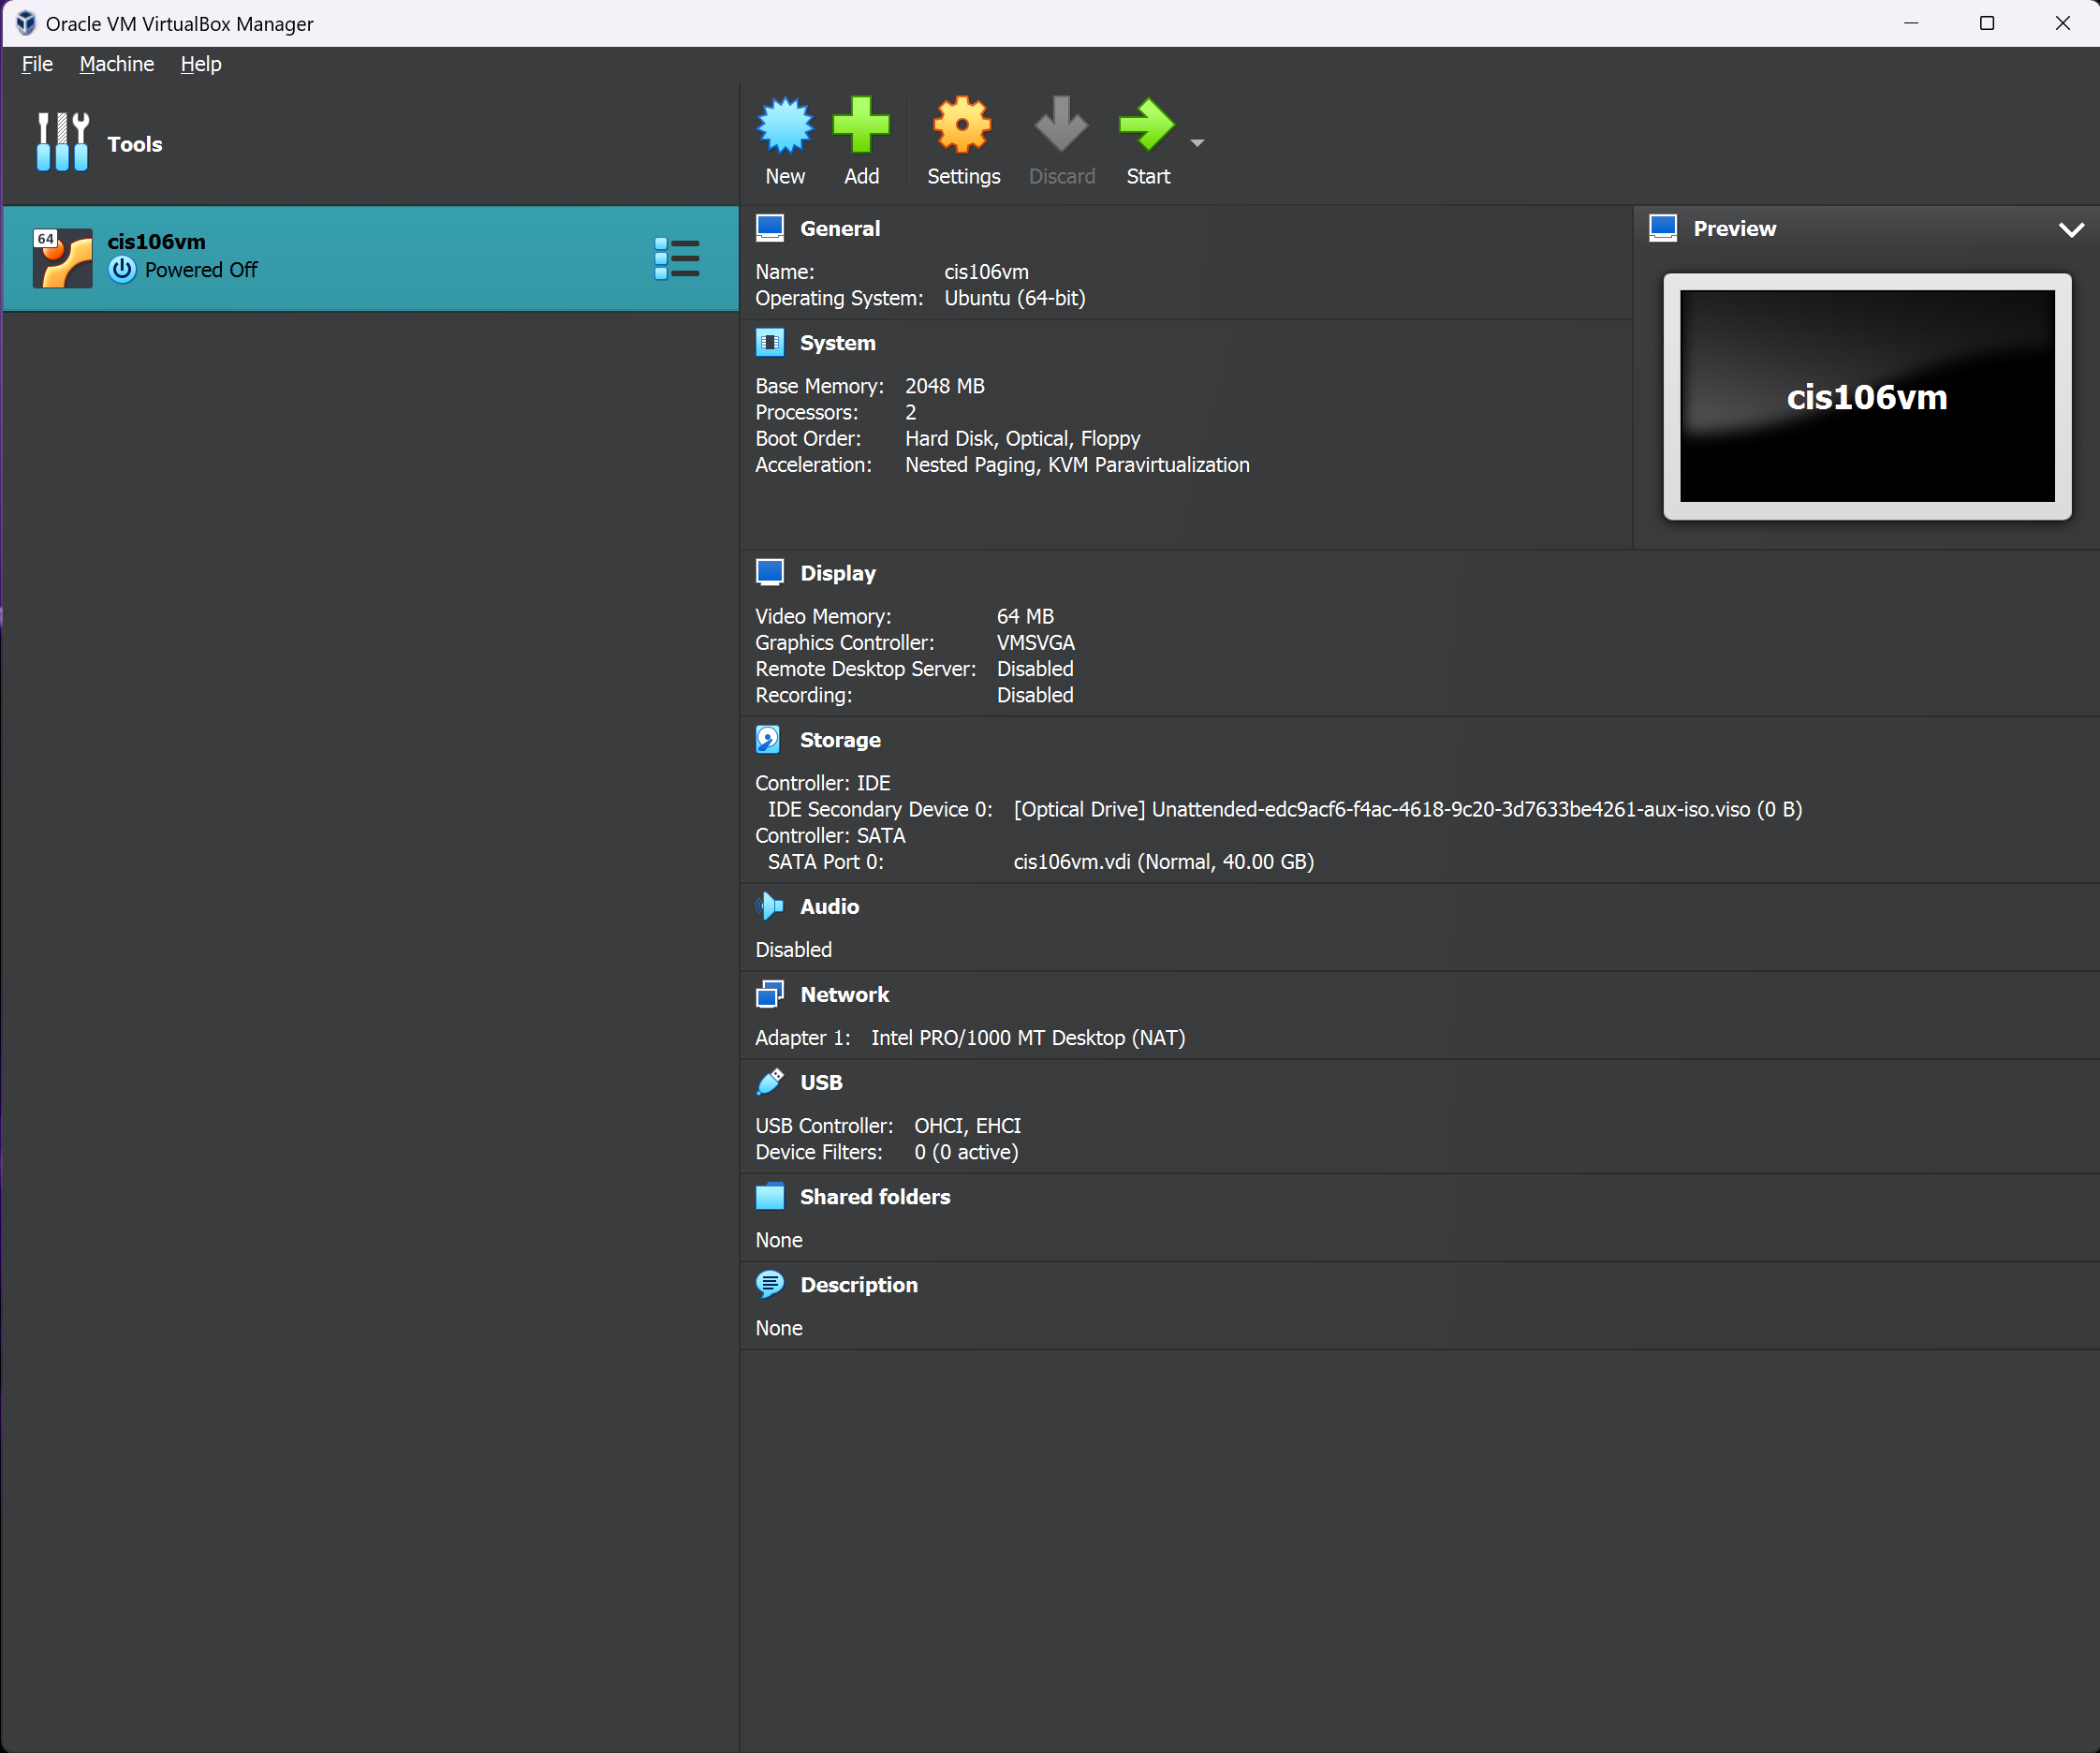 Oracle VM VirtualBox Manager
File Machine Help
Tools
New Add Settings Discard Start
64 cis106vm
Powered Off
General
Name: cis106vm
Operating System: Ubuntu (64-bit)
System
Base Memory: 2048 MB
Processors: 2
Boot Order: Hard Disk, Optical, Floppy
Acceleration: Nested Paging, KVM Paravirtualization
Preview
cis106vm
Display
Video Memory: 64 MB
Graphics Controller: VMSVGA
Remote Desktop Server: Disabled
Recording: Disabled
Storage
Controller: IDE
IDE Secondary Device 0: [Optical Drive] Unattended-edc9acf6-f4ac-4618-9c20-3d7633be4261-aux-iso.viso (0 B)
Controller: SATA
SATA Port 0: cis106vm.vdi (Normal, 40.00 GB)
Audio
Disabled
Network
Adapter 1: Intel PRO/1000 MT Desktop (NAT)
USB
USB Controller: OHCI, EHCI
Device Filters: 0 (0 active)
Shared folders
None
Description
None